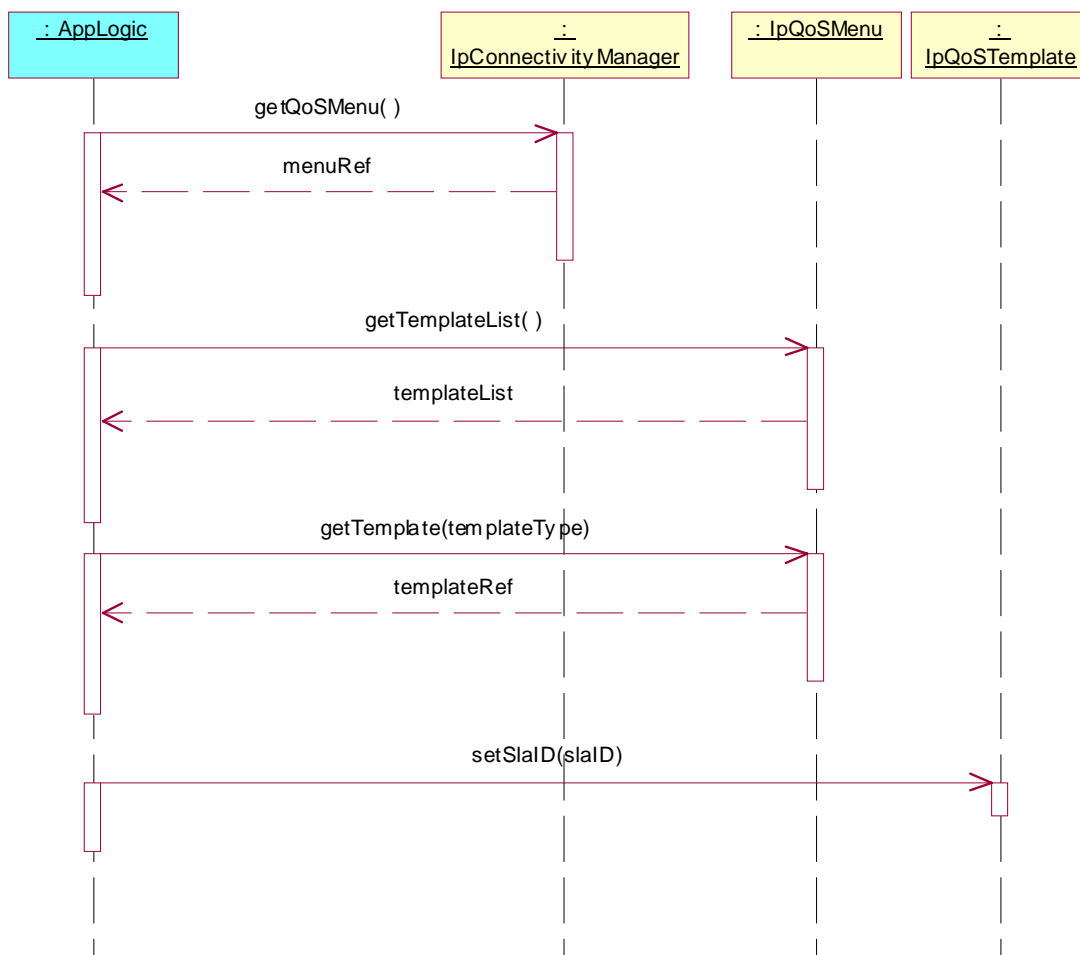 : AppLogic
:
IpConnectivityManager
: IpQoSMenu
:
IpQoSTemplate
getQoSMenu( )
menuRef
getTemplateList( )
templateList
getTemplate(templateType)
templateRef
setSlaID(slaID)